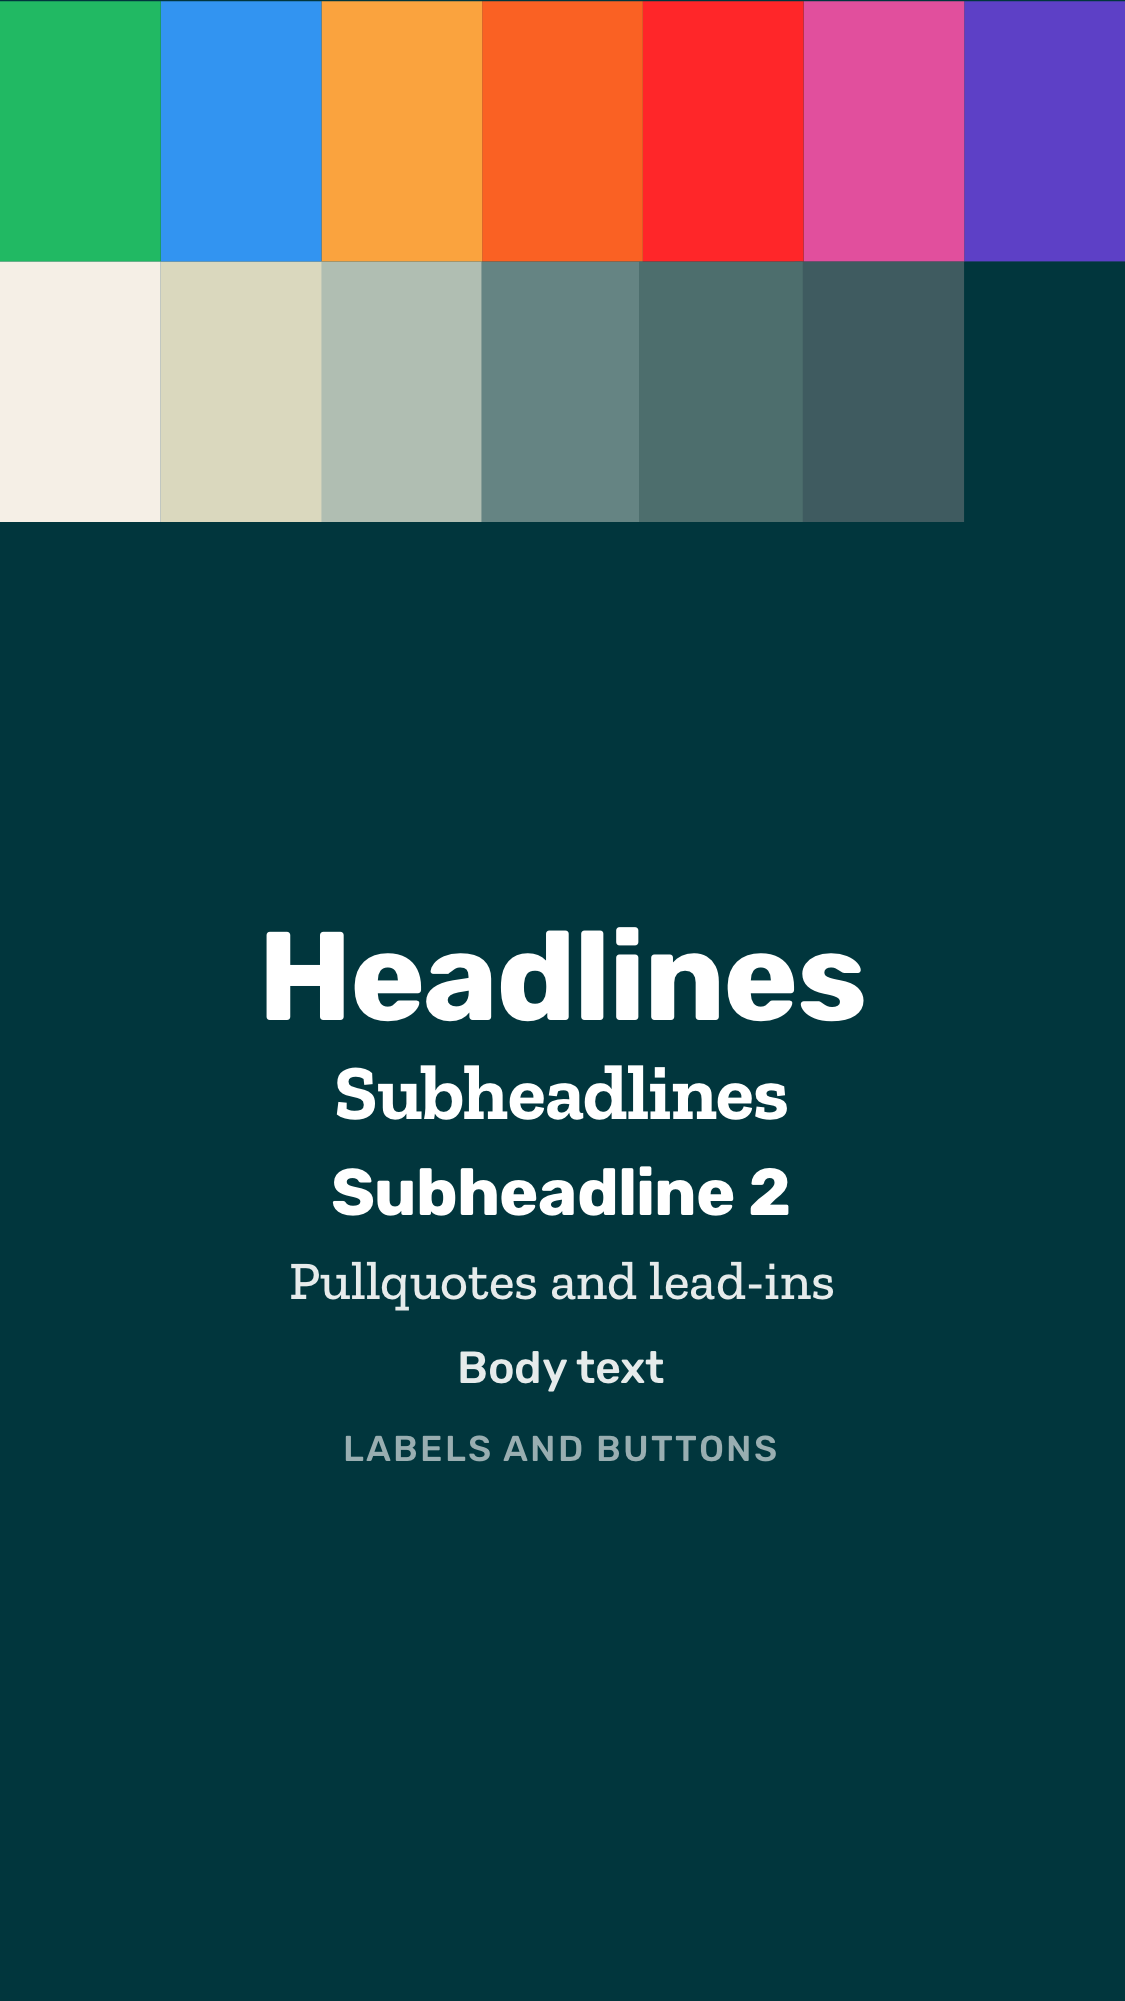 Headlines
Subheadlines
Subheadline 2
Pullquotes and lead-ins
Body text
LABELS AND BUTTONS